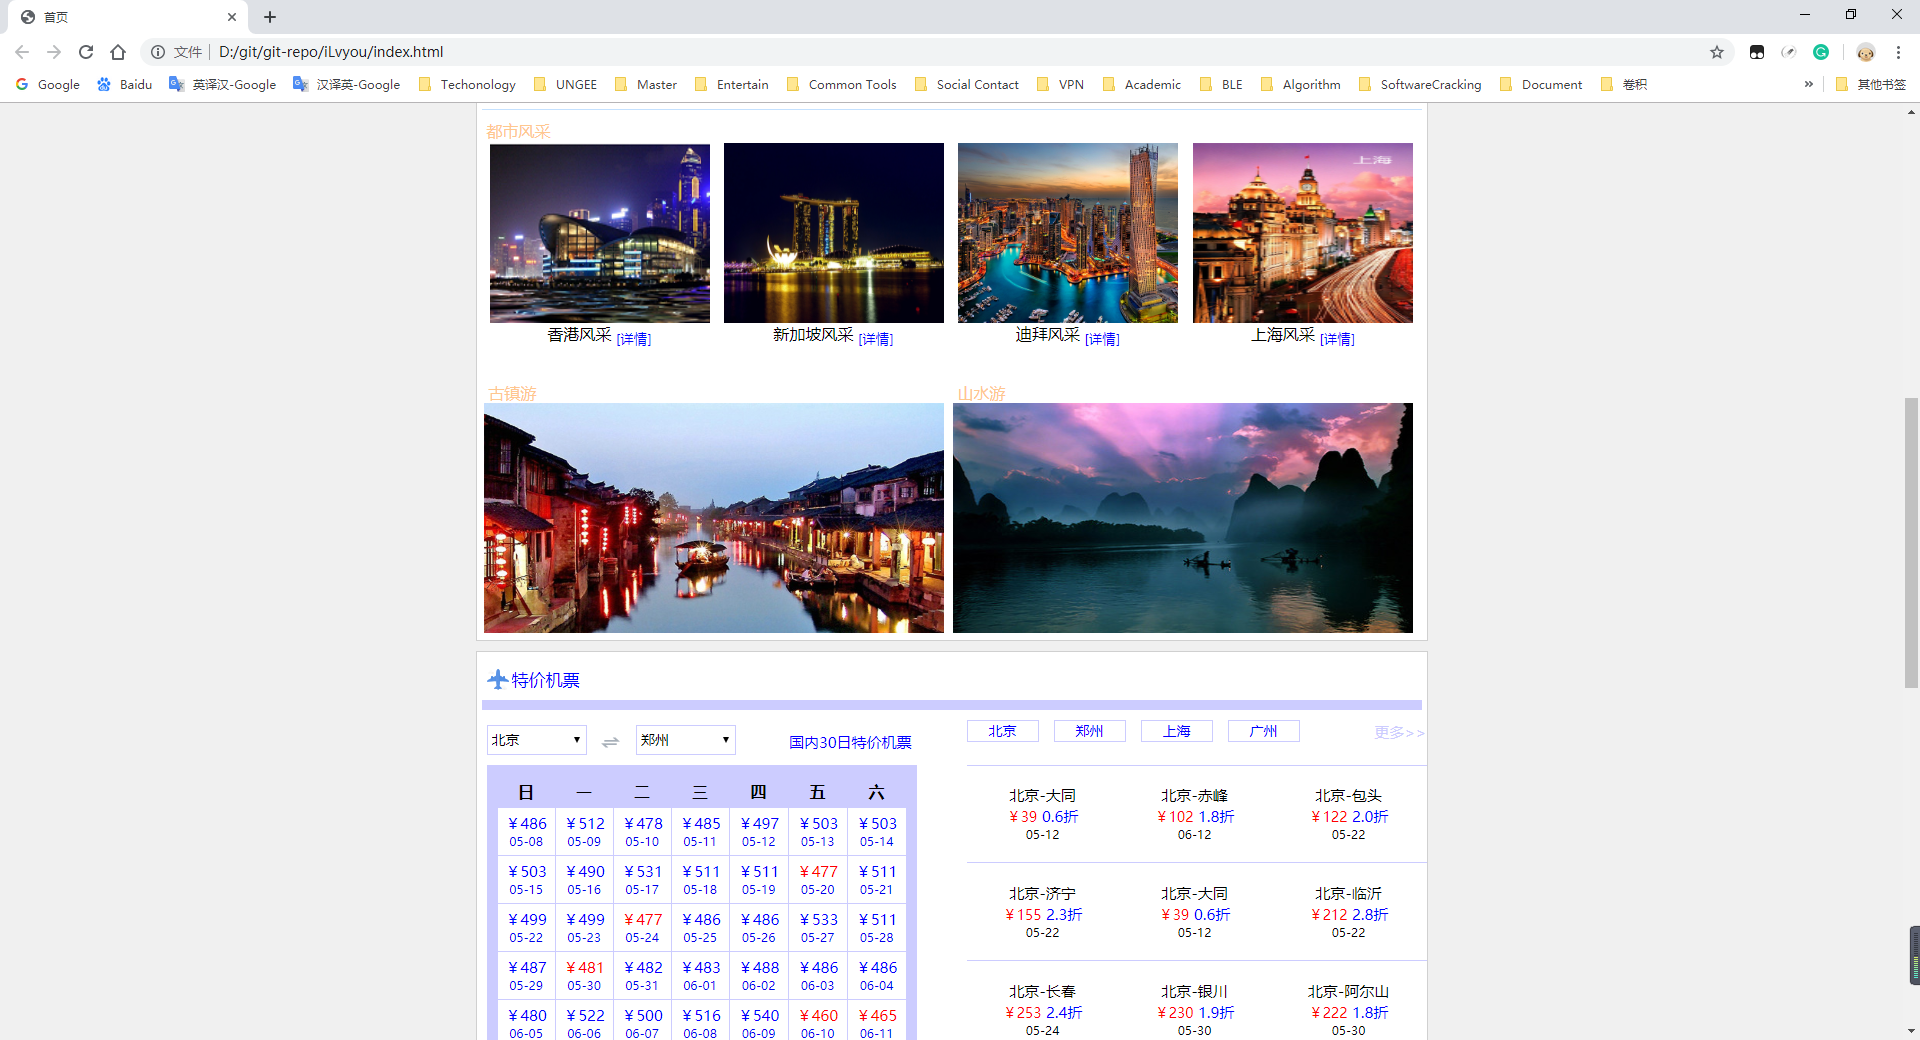 首页
文件 D:/git/git-repo/iLvyou/index.html
Google Baidu 英译汉-Google 汉译英-Google Techonology UNGEE Master Entertain Common Tools Social Contact VPN Academic BLE Algorithm SoftwareCracking Document 卷积 » 其他书签
都市风采
上海
香港风采 [详情] 新加坡风采 [详情] 迪拜风采 [详情] 上海风采 [详情]
古镇游 山水游
特价机票
北京 ⇌ 郑州 国内30日特价机票
日 一 二 三 四 五 六
¥486 ¥512 ¥478 ¥485 ¥497 ¥503 ¥503
05-08 05-09 05-10 05-11 05-12 05-13 05-14
¥503 ¥490 ¥531 ¥511 ¥511 ¥477 ¥511
05-15 05-16 05-17 05-18 05-19 05-20 05-21
¥499 ¥499 ¥477 ¥486 ¥486 ¥533 ¥511
05-22 05-23 05-24 05-25 05-26 05-27 05-28
¥487 ¥481 ¥482 ¥483 ¥488 ¥486 ¥486
05-29 05-30 05-31 06-01 06-02 06-03 06-04
¥480 ¥522 ¥500 ¥516 ¥540 ¥460 ¥465
06-05 06-06 06-07 06-08 06-09 06-10 06-11
北京 郑州 上海 广州 更多>>
北京-大同 北京-赤峰 北京-包头
¥39 0.6折 ¥102 1.8折 ¥122 2.0折
05-12 06-12 05-22
北京-济宁 北京-大同 北京-临沂
¥155 2.3折 ¥39 0.6折 ¥212 2.8折
05-22 05-12 05-22
北京-长春 北京-银川 北京-阿尔山
¥253 2.4折 ¥230 1.9折 ¥222 1.8折
05-24 05-30 05-30